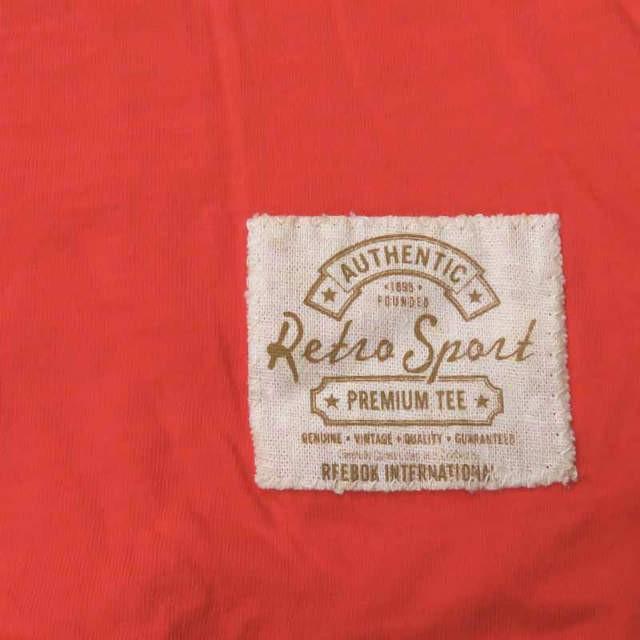 AUTHENTIC
•1895•
FOUNDED
Retro Sport
PREMIUM TEE
GENUINE • VINTAGE • QUALITY • GUARANTEED
REEBOK INTERNATIONAL